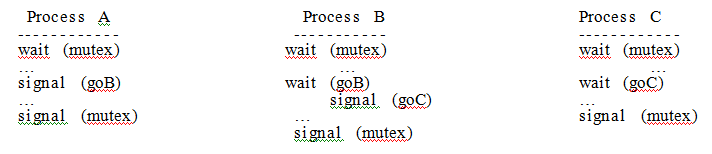 Process A
------------
wait (mutex)
…
signal (goB)
…
signal (mutex)
Process B
------------
wait (mutex)
…
wait (goB)
signal (goC)
…
signal (mutex)
Process C
------------
wait (mutex)
…
wait (goC)
…
signal (mutex)